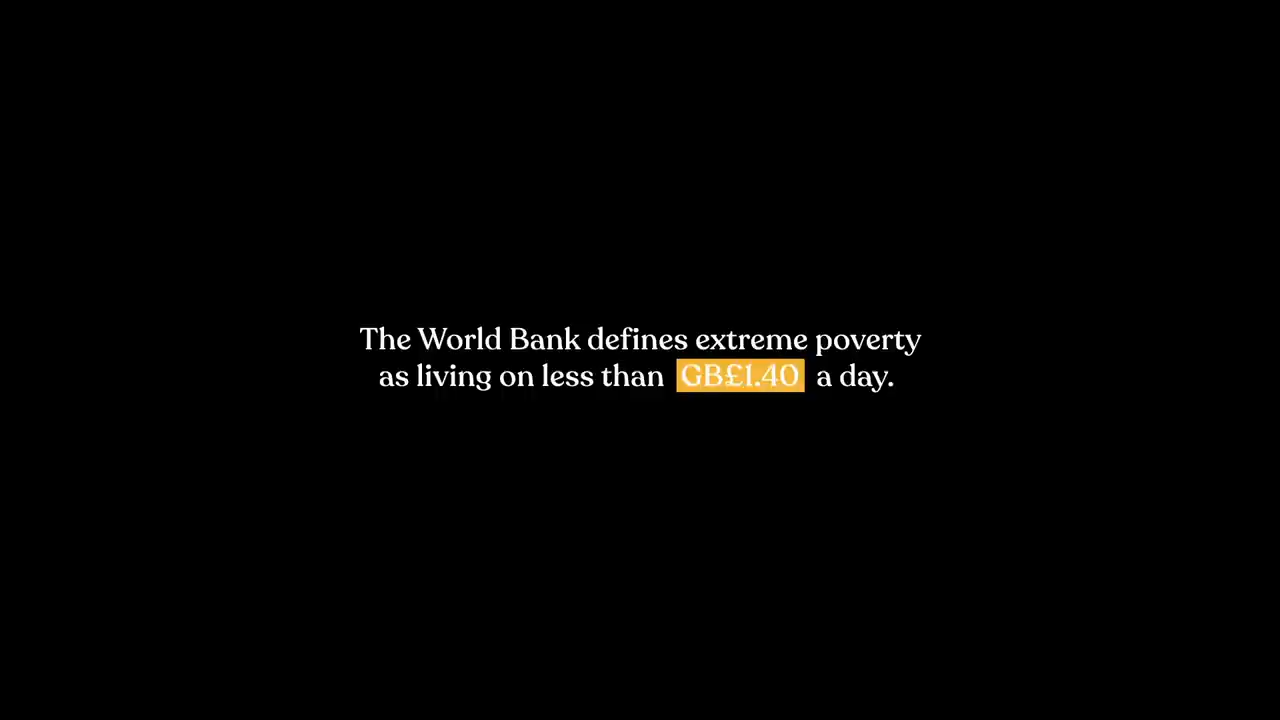 The World Bank defines extreme poverty
as living on less than GB£1.40 a day.